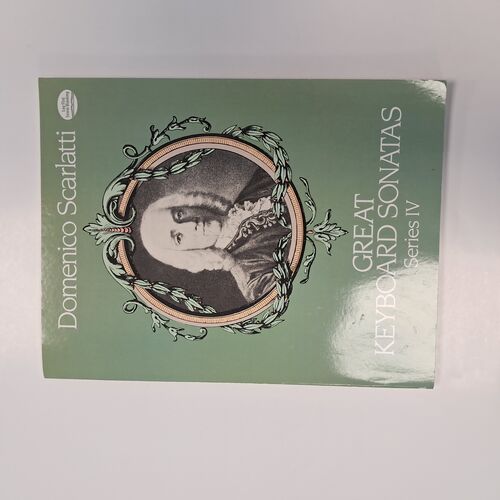 Domenico Scarlatti
GREAT
KEYBOARD SONATAS
Series IV